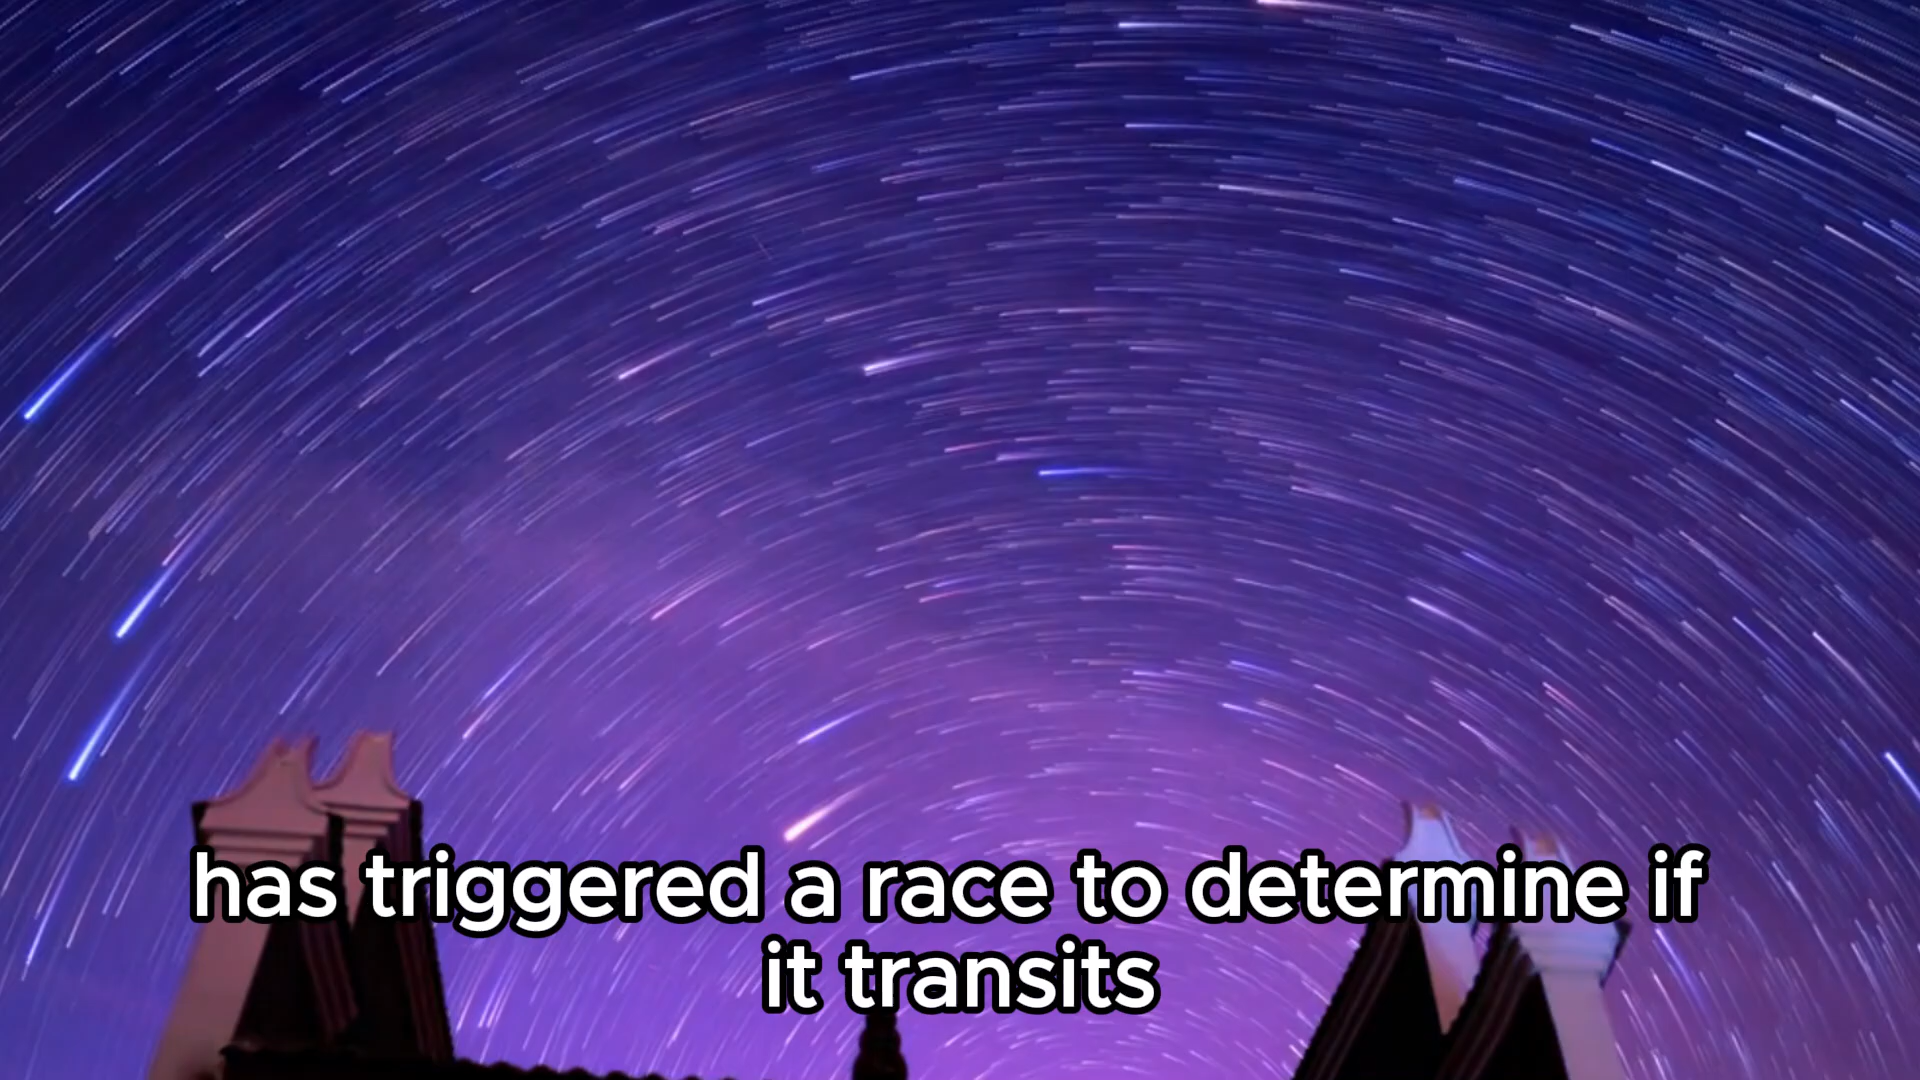 has triggered a race to determine if
it transits